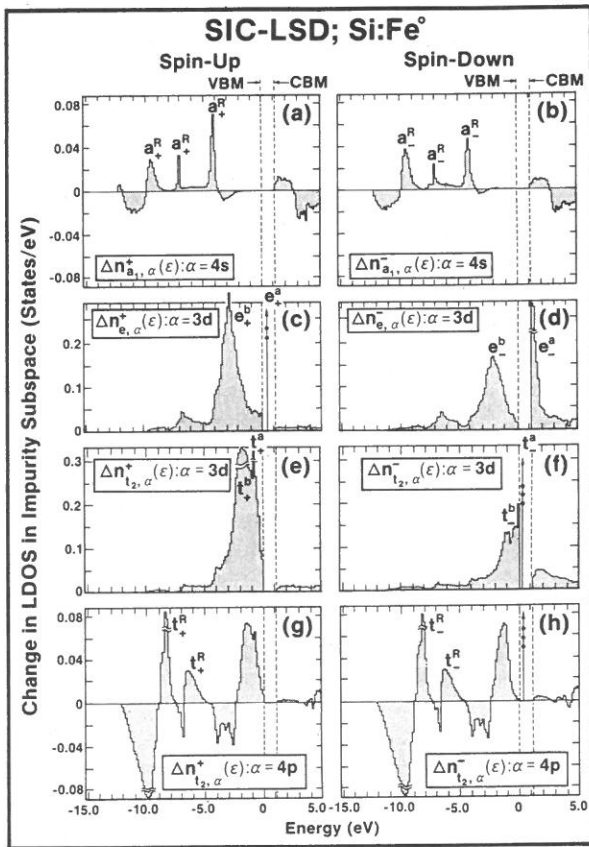 SIC-LSD; Si:Fe°
Spin-Up
Spin-Down
VBM CBM
VBM CBM
Change in LDOS in Impurity Subspace (States/eV)
(a)
0.08
0.04
0
-0.04
-0.08
a₊ᴿ a₊ᴿ a₊ᴿ
Δn⁺a₁,α(ε):α=4s
(b)
a₋ᴿ a₋ᴿ a₋ᴿ
Δn⁻a₁,α(ε):α=4s
(c)
0.2
0.1
0
Δn⁺e,α(ε):α=3d
e₊ᵇ e₊ᵃ
(d)
Δn⁻e,α(ε):α=3d
e₋ᵇ e₋ᵃ
(e)
0.3
0.2
0.1
0
Δn⁺t₂,α(ε):α=3d
t₊ᵃ
t₊ᵇ
(f)
Δn⁻t₂,α(ε):α=3d
t₋ᵃ
t₋ᵇ
(g)
0.08
0.04
0
-0.04
-0.08
t₊ᴿ t₊ᴿ
Δn⁺t₂,α(ε):α=4p
(h)
t₋ᴿ t₋ᴿ
Δn⁻t₂,α(ε):α=4p
-15.0 -10.0 -5.0 0 5.0
-15.0 -10.0 -5.0 0 5.0
Energy (eV)